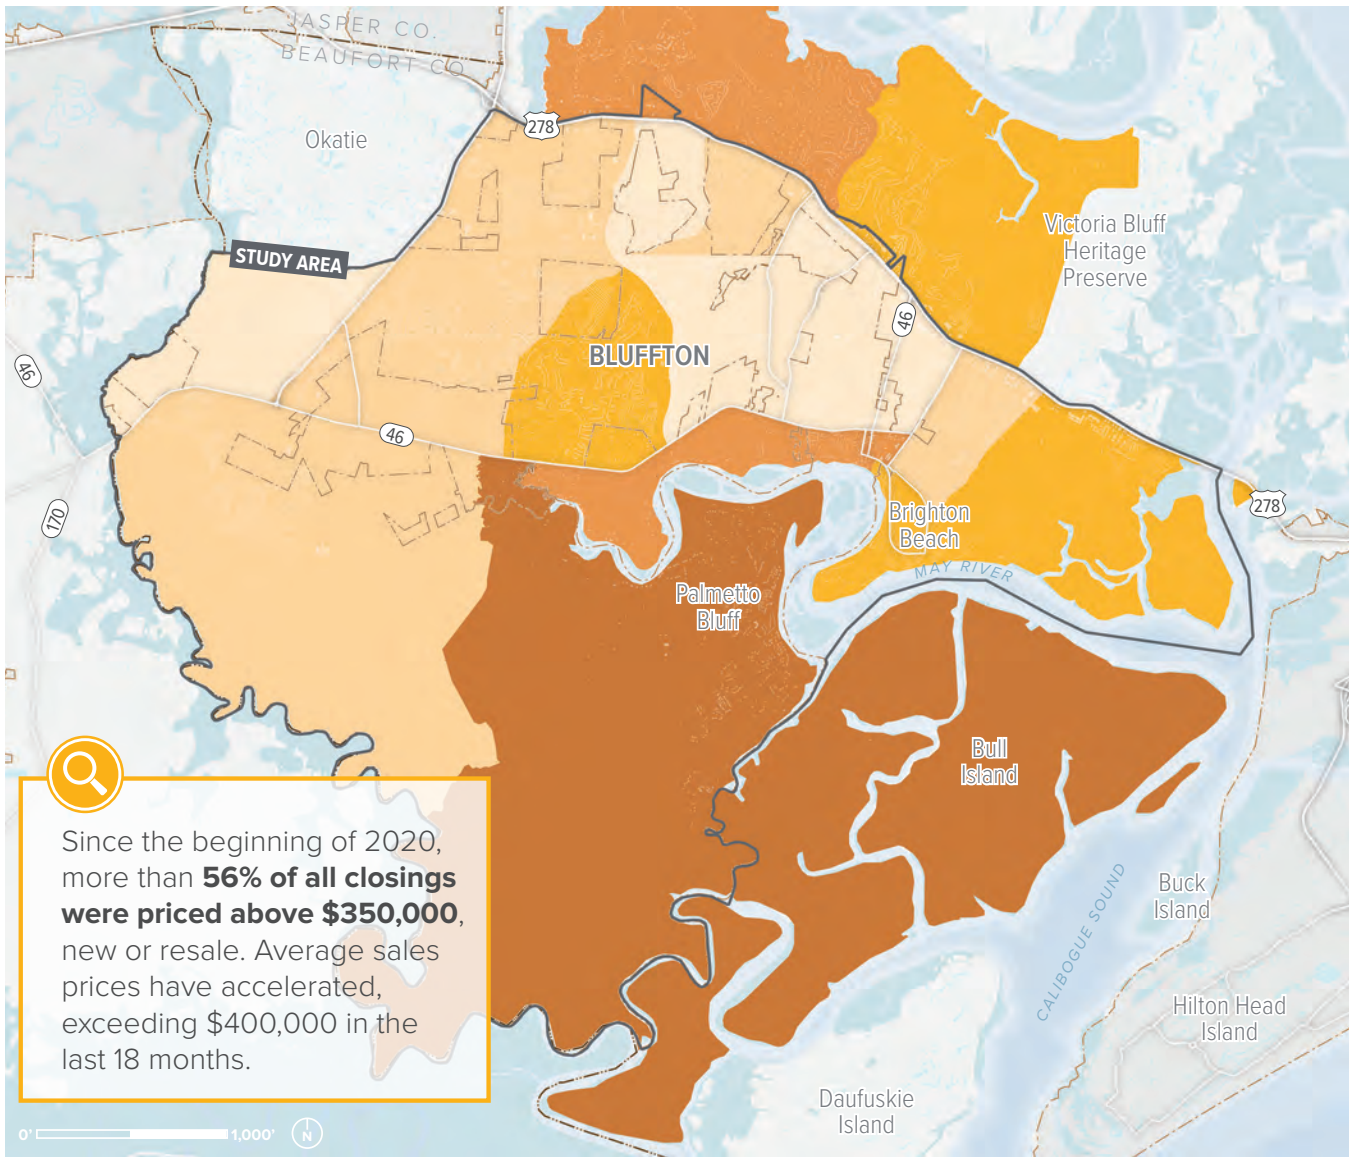 JASPER CO.
BEAUFORT CO
Okatie
278
STUDY AREA
Victoria Bluff
Heritage
Preserve
46
BLUFFTON
46
46
278
170
Brighton
Beach
MAY RIVER
Palmetto
Bluff
Bull
Island
Since the beginning of 2020,
more than 56% of all closings
were priced above $350,000,
new or resale. Average sales
prices have accelerated,
exceeding $400,000 in the
last 18 months.
Buck
Island
CALIBOGUE SOUND
Hilton Head
Island
Daufuskie
Island
0'
1,000'
N